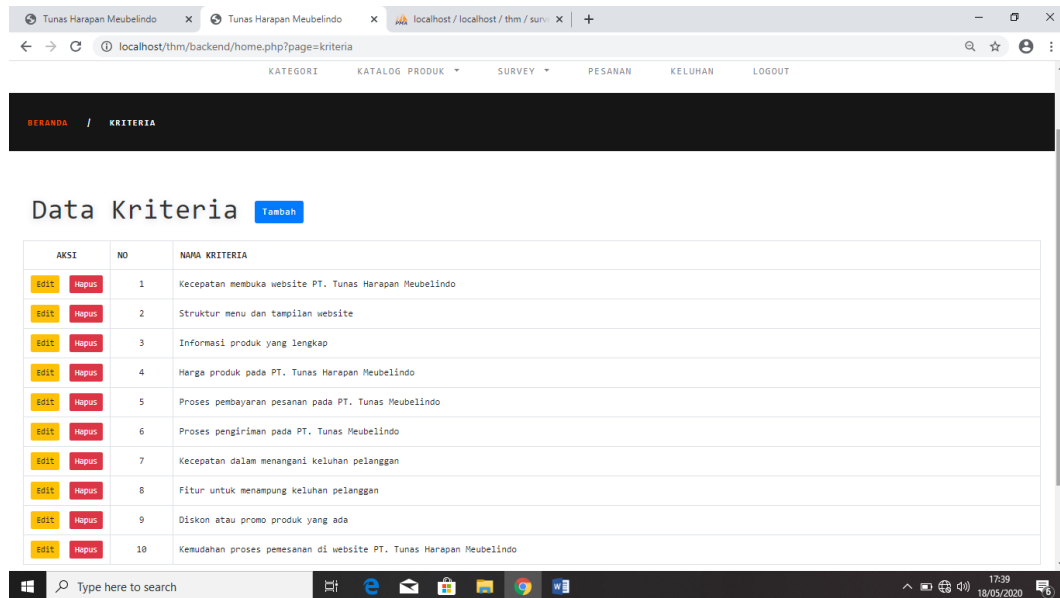 Tunas Harapan Meubelindo
Tunas Harapan Meubelindo
localhost / localhost / thm / surve
localhost/thm/backend/home.php?page=kriteria
KATEGORI KATALOG PRODUK SURVEY PESANAN KELUHAN LOGOUT
BERANDA / KRITERIA
Data Kriteria Tambah
AKSI NO NAMA KRITERIA
Edit Hapus 1 Kecepatan membuka website PT. Tunas Harapan Meubelindo
Edit Hapus 2 Struktur menu dan tampilan website
Edit Hapus 3 Informasi produk yang lengkap
Edit Hapus 4 Harga produk pada PT. Tunas Harapan Meubelindo
Edit Hapus 5 Proses pembayaran pesanan pada PT. Tunas Meubelindo
Edit Hapus 6 Proses pengiriman pada PT. Tunas Meubelindo
Edit Hapus 7 Kecepatan dalam menangani keluhan pelanggan
Edit Hapus 8 Fitur untuk menampung keluhan pelanggan
Edit Hapus 9 Diskon atau promo produk yang ada
Edit Hapus 10 Kemudahan proses pemesanan di website PT. Tunas Harapan Meubelindo
Type here to search
17:39
18/05/2020
6